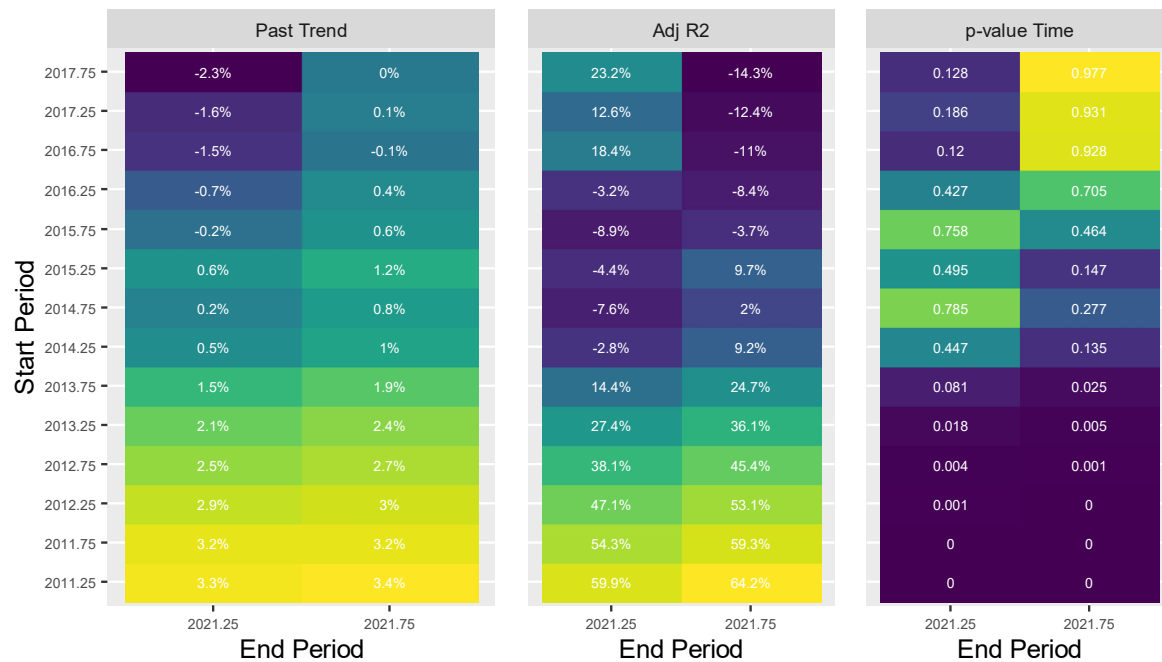 Past Trend Adj R2 p-value Time
2017.75 -2.3% 0% 23.2% -14.3% 0.128 0.977
2017.25 -1.6% 0.1% 12.6% -12.4% 0.186 0.931
2016.75 -1.5% -0.1% 18.4% -11% 0.12 0.928
2016.25 -0.7% 0.4% -3.2% -8.4% 0.427 0.705
2015.75 -0.2% 0.6% -8.9% -3.7% 0.758 0.464
2015.25 0.6% 1.2% -4.4% 9.7% 0.495 0.147
2014.75 0.2% 0.8% -7.6% 2% 0.785 0.277
2014.25 0.5% 1% -2.8% 9.2% 0.447 0.135
2013.75 1.5% 1.9% 14.4% 24.7% 0.081 0.025
2013.25 2.1% 2.4% 27.4% 36.1% 0.018 0.005
2012.75 2.5% 2.7% 38.1% 45.4% 0.004 0.001
2012.25 2.9% 3% 47.1% 53.1% 0.001 0
2011.75 3.2% 3.2% 54.3% 59.3% 0 0
2011.25 3.3% 3.4% 59.9% 64.2% 0 0
Start Period
2021.25 2021.75 2021.25 2021.75 2021.25 2021.75
End Period End Period End Period